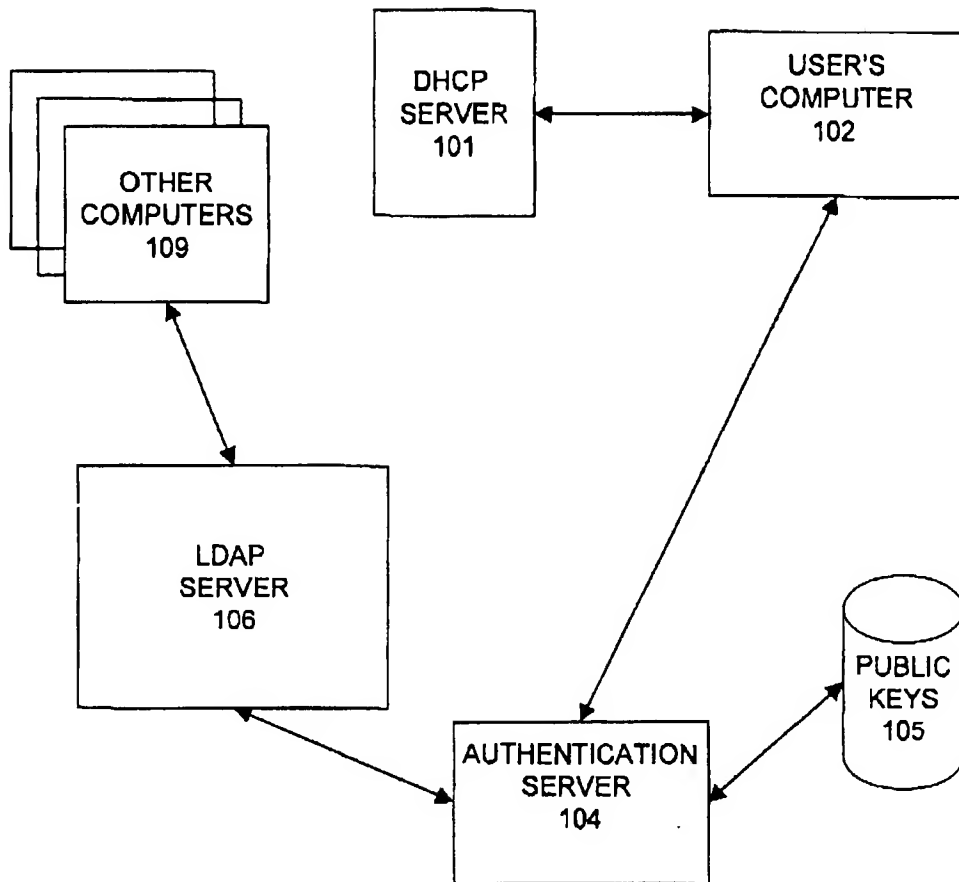 DHCP
SERVER
101
USER'S
COMPUTER
102
OTHER
COMPUTERS
109
LDAP
SERVER
106
PUBLIC
KEYS
105
AUTHENTICATION
SERVER
104